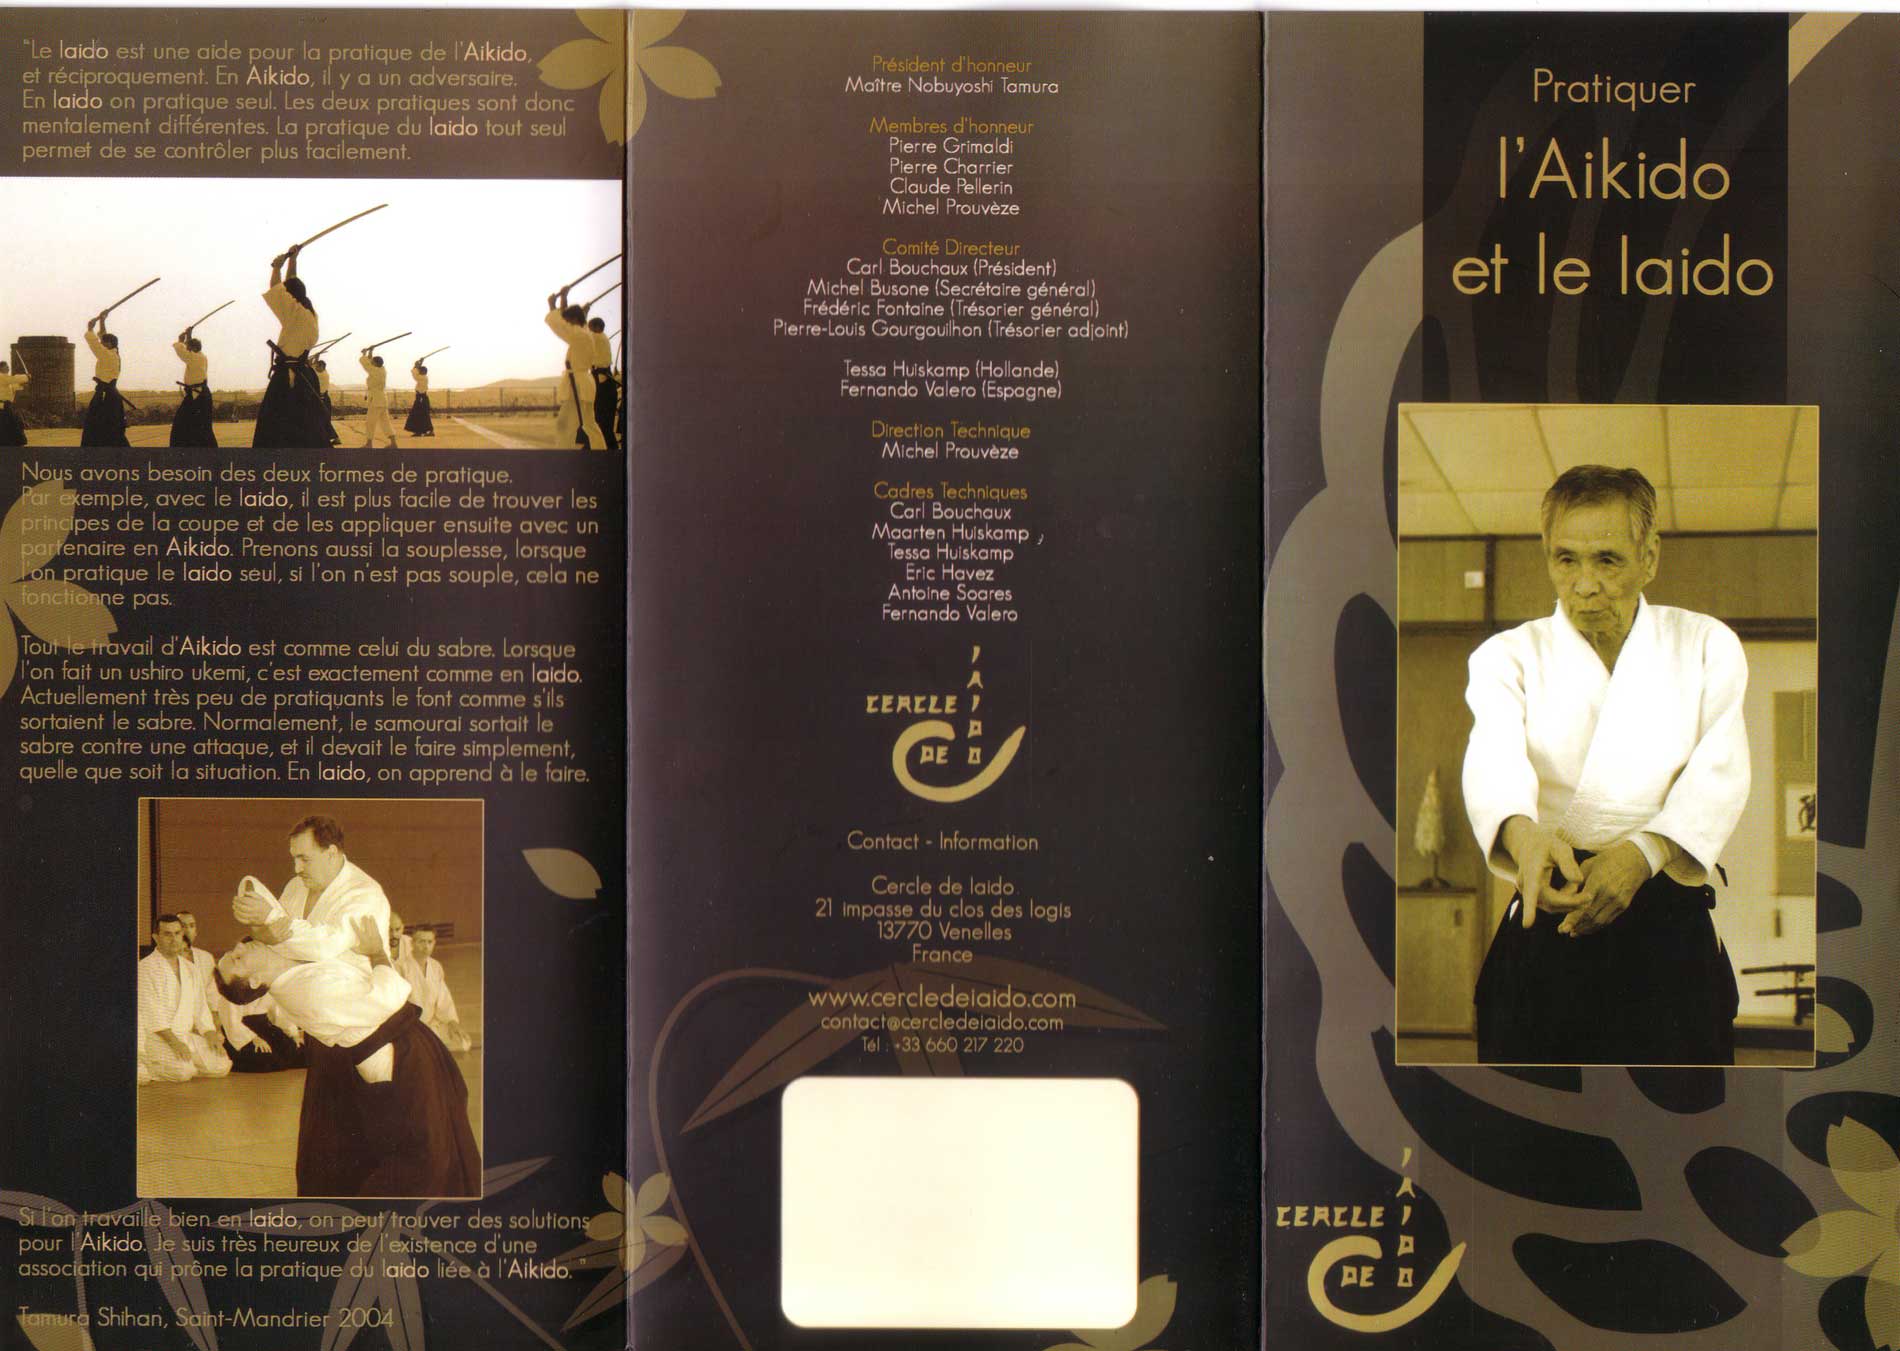 "Le Iaido est une aide pour la pratique de l'Aikido,
et réciproquement. En Aikido, il y a un adversaire.
En Iaido on pratique seul. Les deux pratiques sont donc
mentalement différentes. La pratique du Iaido tout seul
permet de se contrôler plus facilement.
Nous avons besoin des deux formes de pratique.
Par exemple, avec le Iaido, il est plus facile de trouver les
principes de la coupe et de les appliquer ensuite avec un
partenaire en Aikido. Prenons aussi la souplesse, lorsque
l'on pratique le Iaido seul, si l'on n'est pas souple, cela ne
fonctionne pas.
Tout le travail d'Aikido est comme celui du sabre. Lorsque
l'on fait un ushiro ukemi, c'est exactement comme en Iaido.
Actuellement très peu de pratiquants le font comme s'ils
sortaient le sabre. Normalement, le samourai sortait le
sabre contre une attaque, et il devait le faire simplement,
quelle que soit la situation. En Iaido, on apprend à le faire.
Si l'on travaille bien en Iaido, on peut trouver des solutions
pour l'Aikido. Je suis très heureux de l'existence d'une
association qui prône la pratique du Iaido liée à l'Aikido."
Tamura Shihan, Saint-Mandrier 2004
Président d'honneur
Maître Nobuyoshi Tamura
Membres d'honneur
Pierre Grimaldi
Pierre Charrier
Claude Pellerin
Michel Prouvèze
Comité Directeur
Carl Bouchaux (Président)
Michel Busone (Secrétaire général)
Frédéric Fontaine (Trésorier général)
Pierre-Louis Gourgouilhon (Trésorier adjoint)
Tessa Huiskamp (Hollande)
Fernando Valero (Espagne)
Direction Technique
Michel Prouvèze
Cadres Techniques
Carl Bouchaux
Maarten Huiskamp
Tessa Huiskamp
Eric Havez
Antoine Soares
Fernando Valero
CERCLE
DE
IAIDO
Contact - Information
Cercle de Iaido
21 impasse du clos des logis
13770 Venelles
France
www.cercledeiaido.com
contact@cercledeiaido.com
Tél : +33 660 217 220
Pratiquer
l'Aikido
et le Iaido
CERCLE
DE
IAIDO